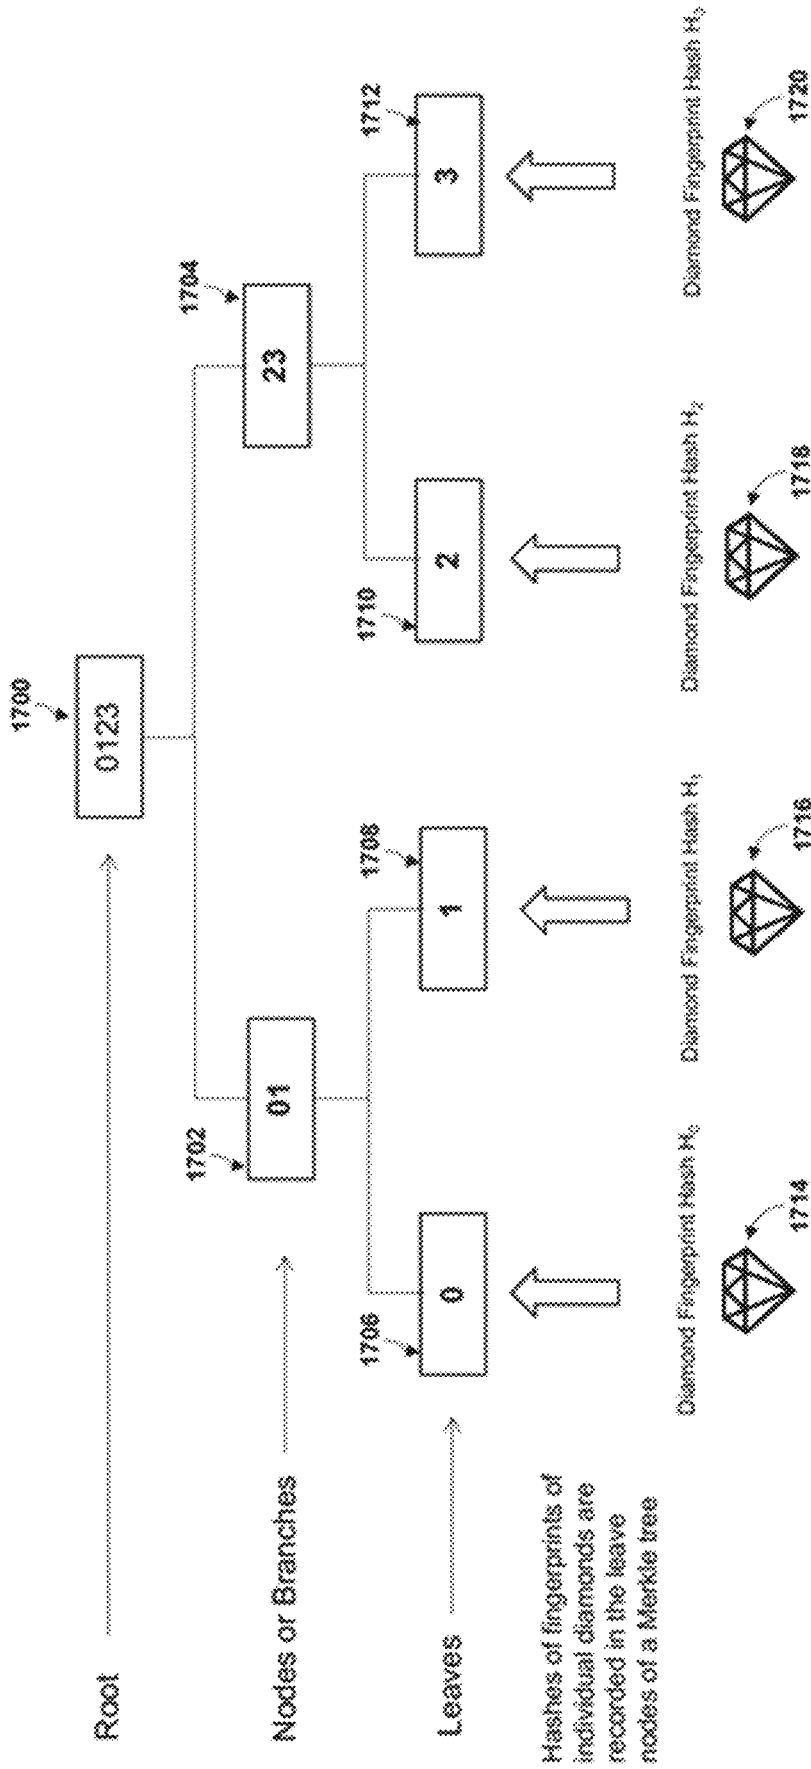 1700
Root
0123
1702
1704
Nodes or Branches
01
23
1706
1708
1710
1712
Leaves
0
1
2
3
Hashes of fingerprints of
individual diamonds are
recorded in the leave
nodes of a Merkle tree
Diamond Fingerprint Hash H₀
Diamond Fingerprint Hash H₁
Diamond Fingerprint Hash H₂
Diamond Fingerprint Hash H₃
1714
1716
1718
1720